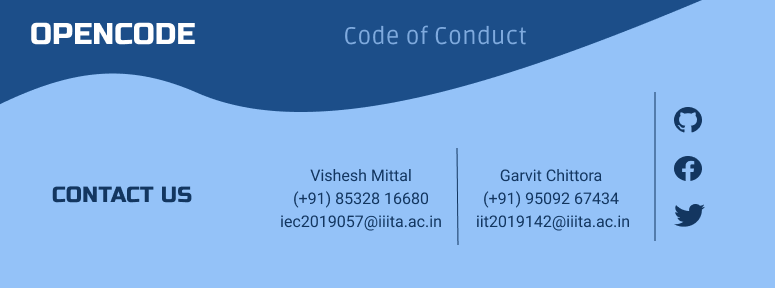 OPENCODE
Code of Conduct
CONTACT US
Vishesh Mittal
(+91) 85328 16680
iec2019057@iiita.ac.in
Garvit Chittora
(+91) 95092 67434
iit2019142@iiita.ac.in